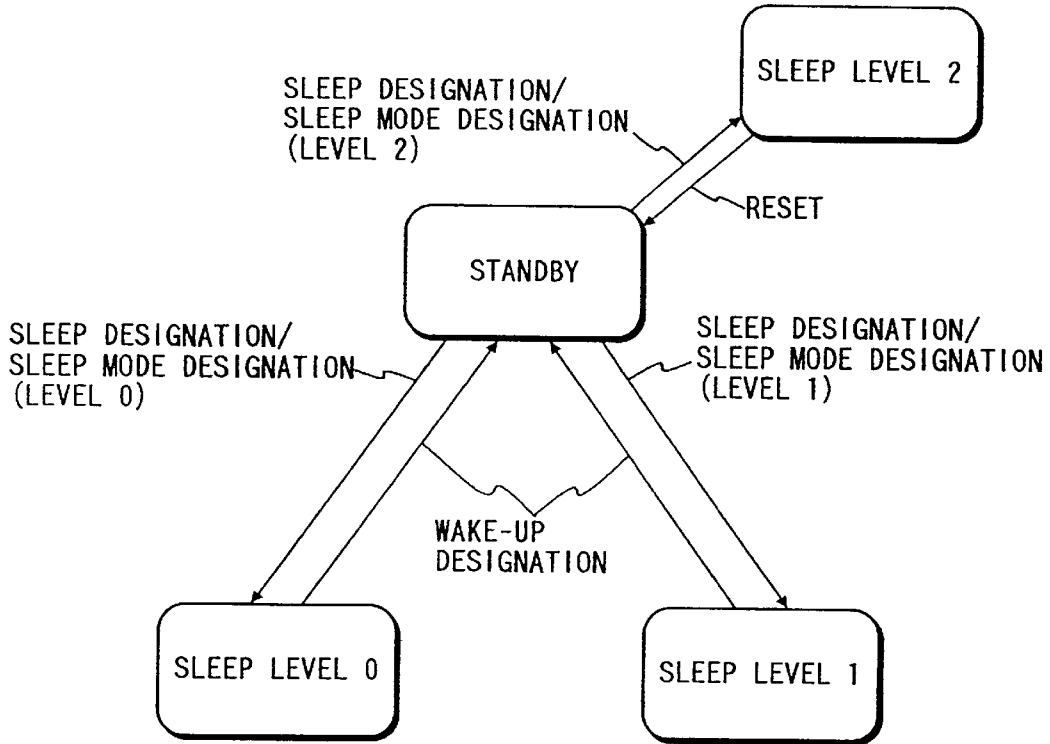 SLEEP LEVEL 2
SLEEP DESIGNATION/
SLEEP MODE DESIGNATION
(LEVEL 2)
RESET
STANDBY
SLEEP DESIGNATION/
SLEEP MODE DESIGNATION
(LEVEL 0)
SLEEP DESIGNATION/
SLEEP MODE DESIGNATION
(LEVEL 1)
WAKE-UP
DESIGNATION
SLEEP LEVEL 0
SLEEP LEVEL 1